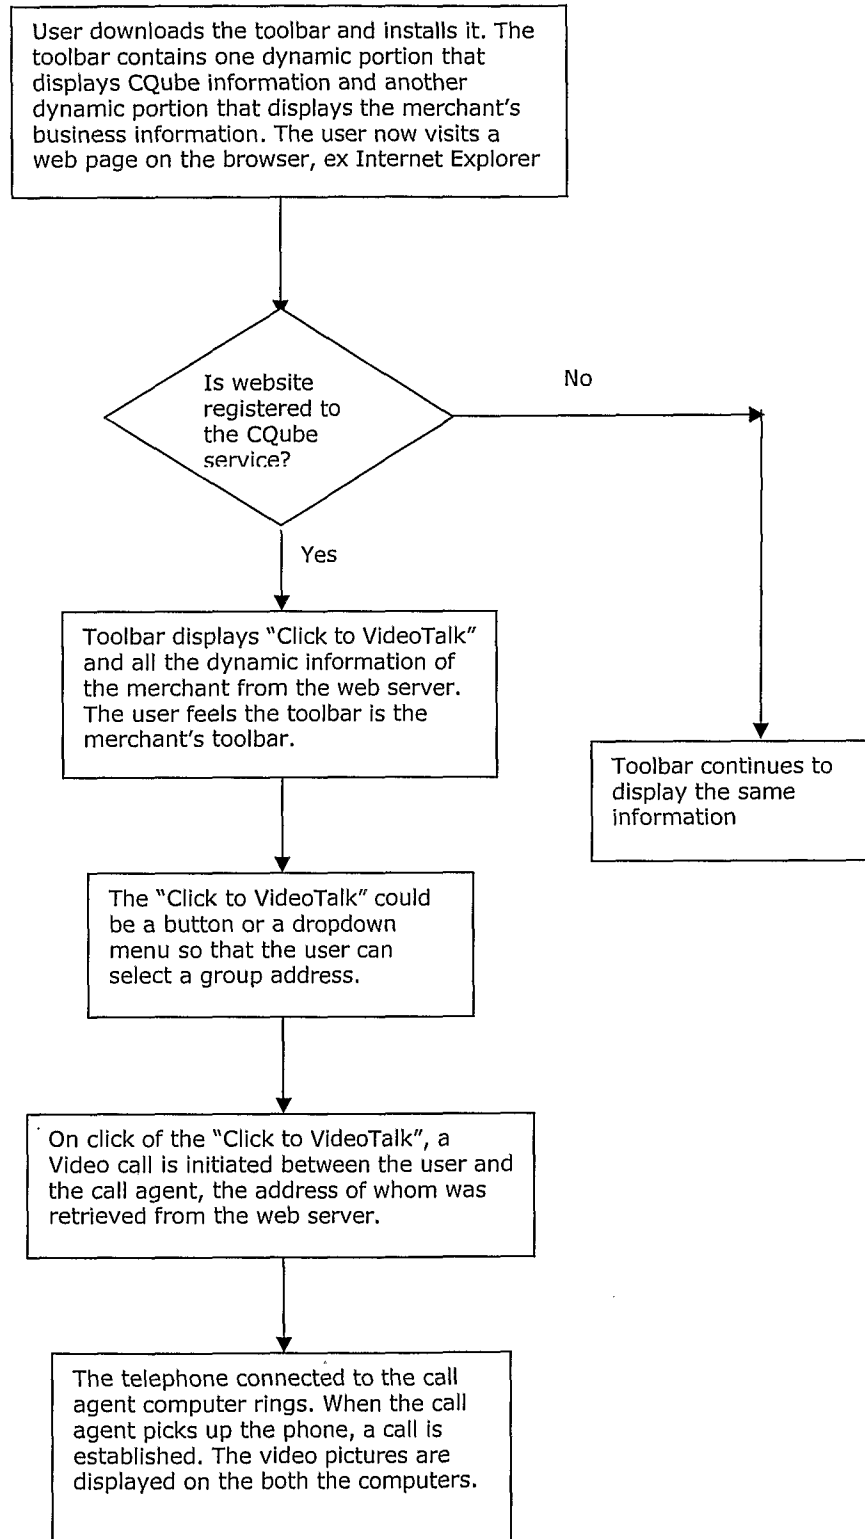 User downloads the toolbar and installs it. The
toolbar contains one dynamic portion that
displays CQube information and another
dynamic portion that displays the merchant's
business information. The user now visits a
web page on the browser, ex Internet Explorer
Is website
registered to
the CQube
service?
No
Yes
Toolbar displays "Click to VideoTalk"
and all the dynamic information of
the merchant from the web server.
The user feels the toolbar is the
merchant's toolbar.
Toolbar continues to
display the same
information
The "Click to VideoTalk" could
be a button or a dropdown
menu so that the user can
select a group address.
On click of the "Click to VideoTalk", a
Video call is initiated between the user and
the call agent, the address of whom was
retrieved from the web server.
The telephone connected to the call
agent computer rings. When the call
agent picks up the phone, a call is
established. The video pictures are
displayed on the both the computers.